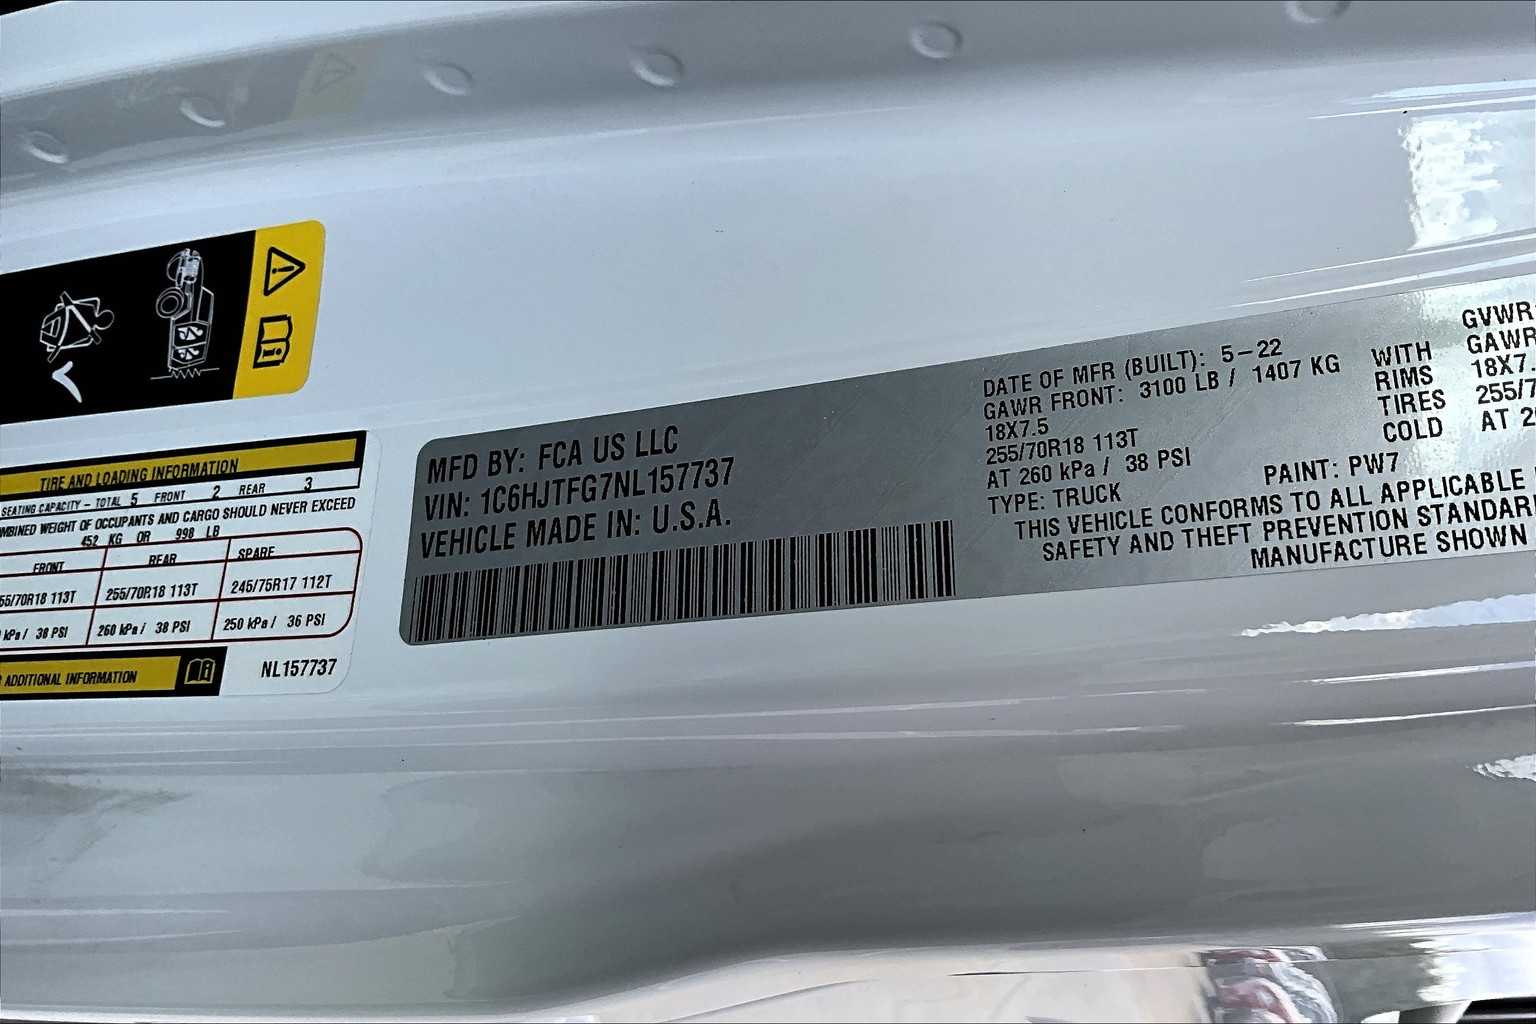 TIRE AND LOADING INFORMATION
SEATING CAPACITY - TOTAL 5 FRONT 2 REAR 3
WEIGHT OF OCCUPANTS AND CARGO SHOULD NEVER EXCEED
452 KG OR 998 LB
FRONT REAR SPARE
55/70R18 113T 255/70R18 113T 245/75R17 112T
kPa / 38 PSI 260 kPa / 38 PSI 250 kPa / 36 PSI
ADDITIONAL INFORMATION
NL157737
MFD BY: FCA US LLC
VIN: 1C6HJTFG7NL157737
VEHICLE MADE IN: U.S.A.
DATE OF MFR (BUILT): 5-22
GAWR FRONT: 3100 LB / 1407 KG
18X7.5
255/70R18 113T
AT 260 kPa / 38 PSI
TYPE: TRUCK
PAINT: PW7
WITH
RIMS
TIRES
COLD
GVWR
GAWR
18X7.
255/7
AT 2
THIS VEHICLE CONFORMS TO ALL APPLICABLE
SAFETY AND THEFT PREVENTION STANDAR
MANUFACTURE SHOWN